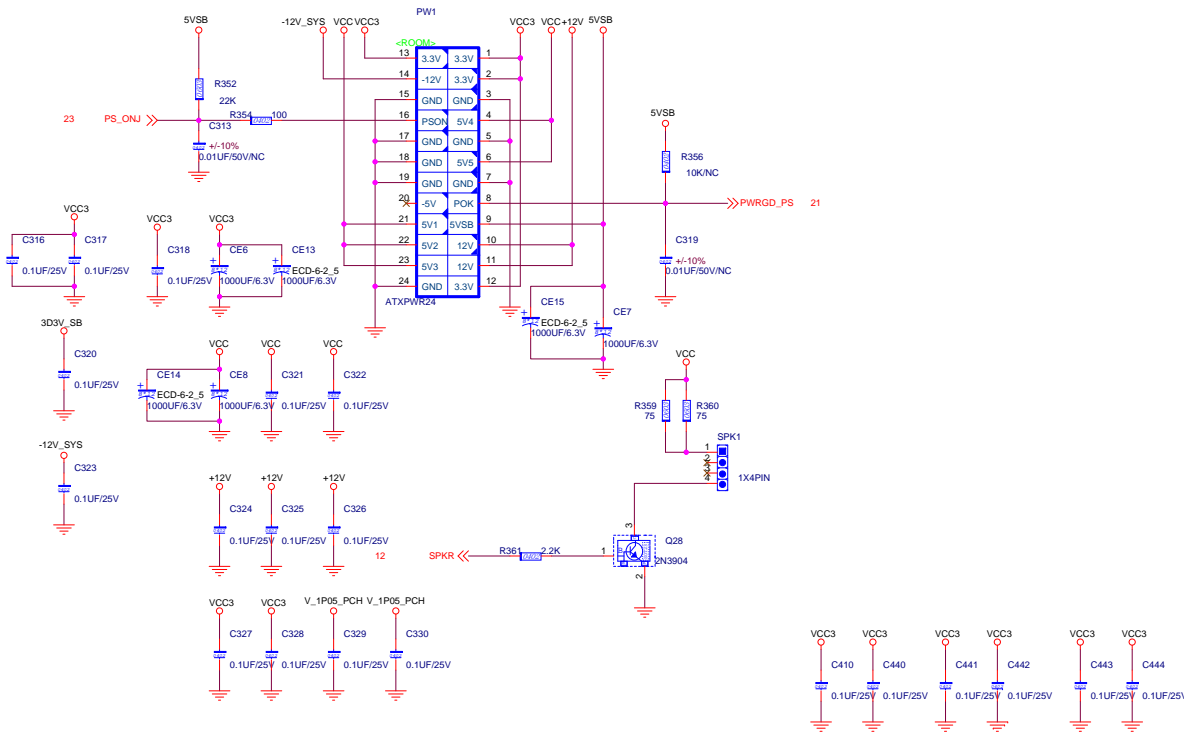 PW1
5VSB
-12V_SYS
VCC
VCC3
VCC3
VCC
+12V
5VSB
<ROOM>
13 3.3V 3.3V 1
14 -12V 3.3V 2
15 GND GND 3
16 PSON 5V4 4
17 GND GND 5
18 GND 5V5 6
19 GND GND 7
20 -5V POK 8
21 5V1 5VSB 9
22 5V2 12V 10
23 5V3 12V 11
24 GND 3.3V 12
ATXPWR24
R352
22K
23 PS_ONJ
R354 100
C313
+/-10%
0.01UF/50V/NC
5VSB
R356
10K/NC
PWRGD_PS 21
C319
+/-10%
0.01UF/50V/NC
VCC3
C316
0.1UF/25V
C317
0.1UF/25V
VCC3
C318
0.1UF/25V
VCC3
CE6
1000UF/6.3V
CE13
ECD-6-2_5
1000UF/6.3V
CE15
ECD-6-2_5
1000UF/6.3V
CE7
1000UF/6.3V
3D3V_SB
C320
0.1UF/25V
VCC
CE14
ECD-6-2_5
1000UF/6.3V
CE8
1000UF/6.3V
VCC
C321
0.1UF/25V
VCC
C322
0.1UF/25V
VCC
R359
75
R360
75
SPK1
1
2
3
4
1X4PIN
-12V_SYS
C323
0.1UF/25V
+12V
C324
0.1UF/25V
+12V
C325
0.1UF/25V
+12V
C326
0.1UF/25V
12 SPKR
R361 2.2K
1
3
2
Q28
2N3904
VCC3
C327
0.1UF/25V
VCC3
C328
0.1UF/25V
V_1P05_PCH
C329
0.1UF/25V
V_1P05_PCH
C330
0.1UF/25V
VCC3
C410
0.1UF/25V
VCC3
C440
0.1UF/25V
VCC3
C441
0.1UF/25V
VCC3
C442
0.1UF/25V
VCC3
C443
0.1UF/25V
VCC3
C444
0.1UF/25V